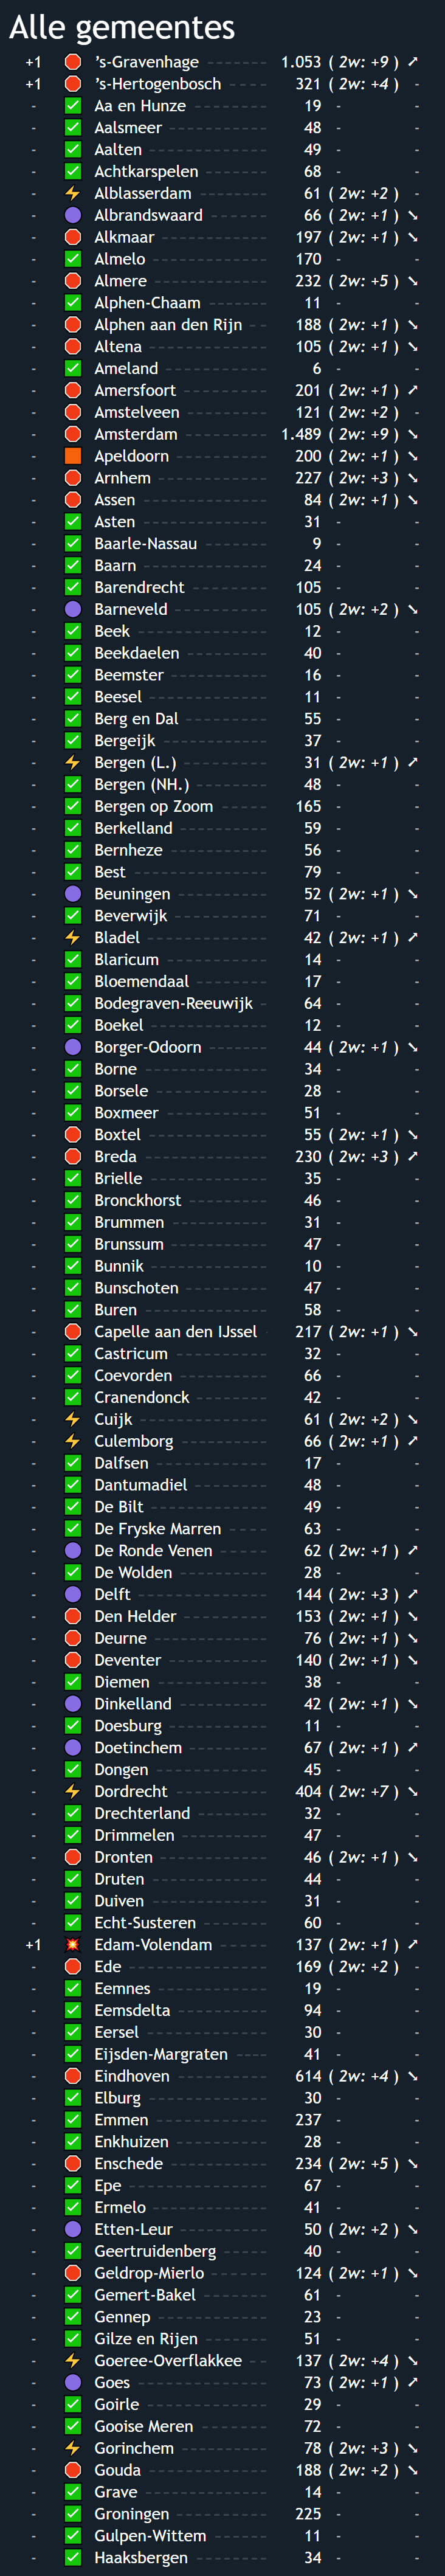 Alle gemeentes
+1 's-Gravenhage 1.053 ( 2w: +9 ) ↗
+1 's-Hertogenbosch 321 ( 2w: +4 ) -
- Aa en Hunze 19 - -
- Aalsmeer 48 - -
- Aalten 49 - -
- Achtkarspelen 68 - -
- Alblasserdam 61 ( 2w: +2 ) -
- Albrandswaard 66 ( 2w: +1 ) ↘
- Alkmaar 197 ( 2w: +1 ) ↘
- Almelo 170 - -
- Almere 232 ( 2w: +5 ) ↘
- Alphen-Chaam 11 - -
- Alphen aan den Rijn 188 ( 2w: +1 ) ↘
- Altena 105 ( 2w: +1 ) ↘
- Ameland 6 - -
- Amersfoort 201 ( 2w: +1 ) ↗
- Amstelveen 121 ( 2w: +2 ) -
- Amsterdam 1.489 ( 2w: +9 ) ↘
- Apeldoorn 200 ( 2w: +1 ) ↘
- Arnhem 227 ( 2w: +3 ) ↘
- Assen 84 ( 2w: +1 ) ↘
- Asten 31 - -
- Baarle-Nassau 9 - -
- Baarn 24 - -
- Barendrecht 105 - -
- Barneveld 105 ( 2w: +2 ) ↘
- Beek 12 - -
- Beekdaelen 40 - -
- Beemster 16 - -
- Beesel 11 - -
- Berg en Dal 55 - -
- Bergeijk 37 - -
- Bergen (L.) 31 ( 2w: +1 ) ↗
- Bergen (NH.) 48 - -
- Bergen op Zoom 165 - -
- Berkelland 59 - -
- Bernheze 56 - -
- Best 79 - -
- Beuningen 52 ( 2w: +1 ) ↘
- Beverwijk 71 - -
- Bladel 42 ( 2w: +1 ) ↗
- Blaricum 14 - -
- Bloemendaal 17 - -
- Bodegraven-Reeuwijk 64 - -
- Boekel 12 - -
- Borger-Odoorn 44 ( 2w: +1 ) ↘
- Borne 34 - -
- Borsele 28 - -
- Boxmeer 51 - -
- Boxtel 55 ( 2w: +1 ) ↘
- Breda 230 ( 2w: +3 ) ↗
- Brielle 35 - -
- Bronckhorst 46 - -
- Brummen 31 - -
- Brunssum 47 - -
- Bunnik 10 - -
- Bunschoten 47 - -
- Buren 58 - -
- Capelle aan den IJssel 217 ( 2w: +1 ) ↘
- Castricum 32 - -
- Coevorden 66 - -
- Cranendonck 42 - -
- Cuijk 61 ( 2w: +2 ) ↘
- Culemborg 66 ( 2w: +1 ) ↗
- Dalfsen 17 - -
- Dantumadiel 48 - -
- De Bilt 49 - -
- De Fryske Marren 63 - -
- De Ronde Venen 62 ( 2w: +1 ) ↗
- De Wolden 28 - -
- Delft 144 ( 2w: +3 ) ↗
- Den Helder 153 ( 2w: +1 ) ↘
- Deurne 76 ( 2w: +1 ) ↘
- Deventer 140 ( 2w: +1 ) ↘
- Diemen 38 - -
- Dinkelland 42 ( 2w: +1 ) ↘
- Doesburg 11 - -
- Doetinchem 67 ( 2w: +1 ) ↗
- Dongen 45 - -
- Dordrecht 404 ( 2w: +7 ) ↘
- Drechterland 32 - -
- Drimmelen 47 - -
- Dronten 46 ( 2w: +1 ) ↘
- Druten 44 - -
- Duiven 31 - -
- Echt-Susteren 60 - -
+1 Edam-Volendam 137 ( 2w: +1 ) ↗
- Ede 169 ( 2w: +2 ) -
- Eemnes 19 - -
- Eemsdelta 94 - -
- Eersel 30 - -
- Eijsden-Margraten 41 - -
- Eindhoven 614 ( 2w: +4 ) ↘
- Elburg 30 - -
- Emmen 237 - -
- Enkhuizen 28 - -
- Enschede 234 ( 2w: +5 ) ↘
- Epe 67 - -
- Ermelo 41 - -
- Etten-Leur 50 ( 2w: +2 ) ↘
- Geertruidenberg 40 - -
- Geldrop-Mierlo 124 ( 2w: +1 ) ↘
- Gemert-Bakel 61 - -
- Gennep 23 - -
- Gilze en Rijen 51 - -
- Goeree-Overflakkee 137 ( 2w: +4 ) ↘
- Goes 73 ( 2w: +1 ) ↗
- Goirle 29 - -
- Gooise Meren 72 - -
- Gorinchem 78 ( 2w: +3 ) ↘
- Gouda 188 ( 2w: +2 ) ↘
- Grave 14 - -
- Groningen 225 - -
- Gulpen-Wittem 11 - -
- Haaksbergen 34 - -